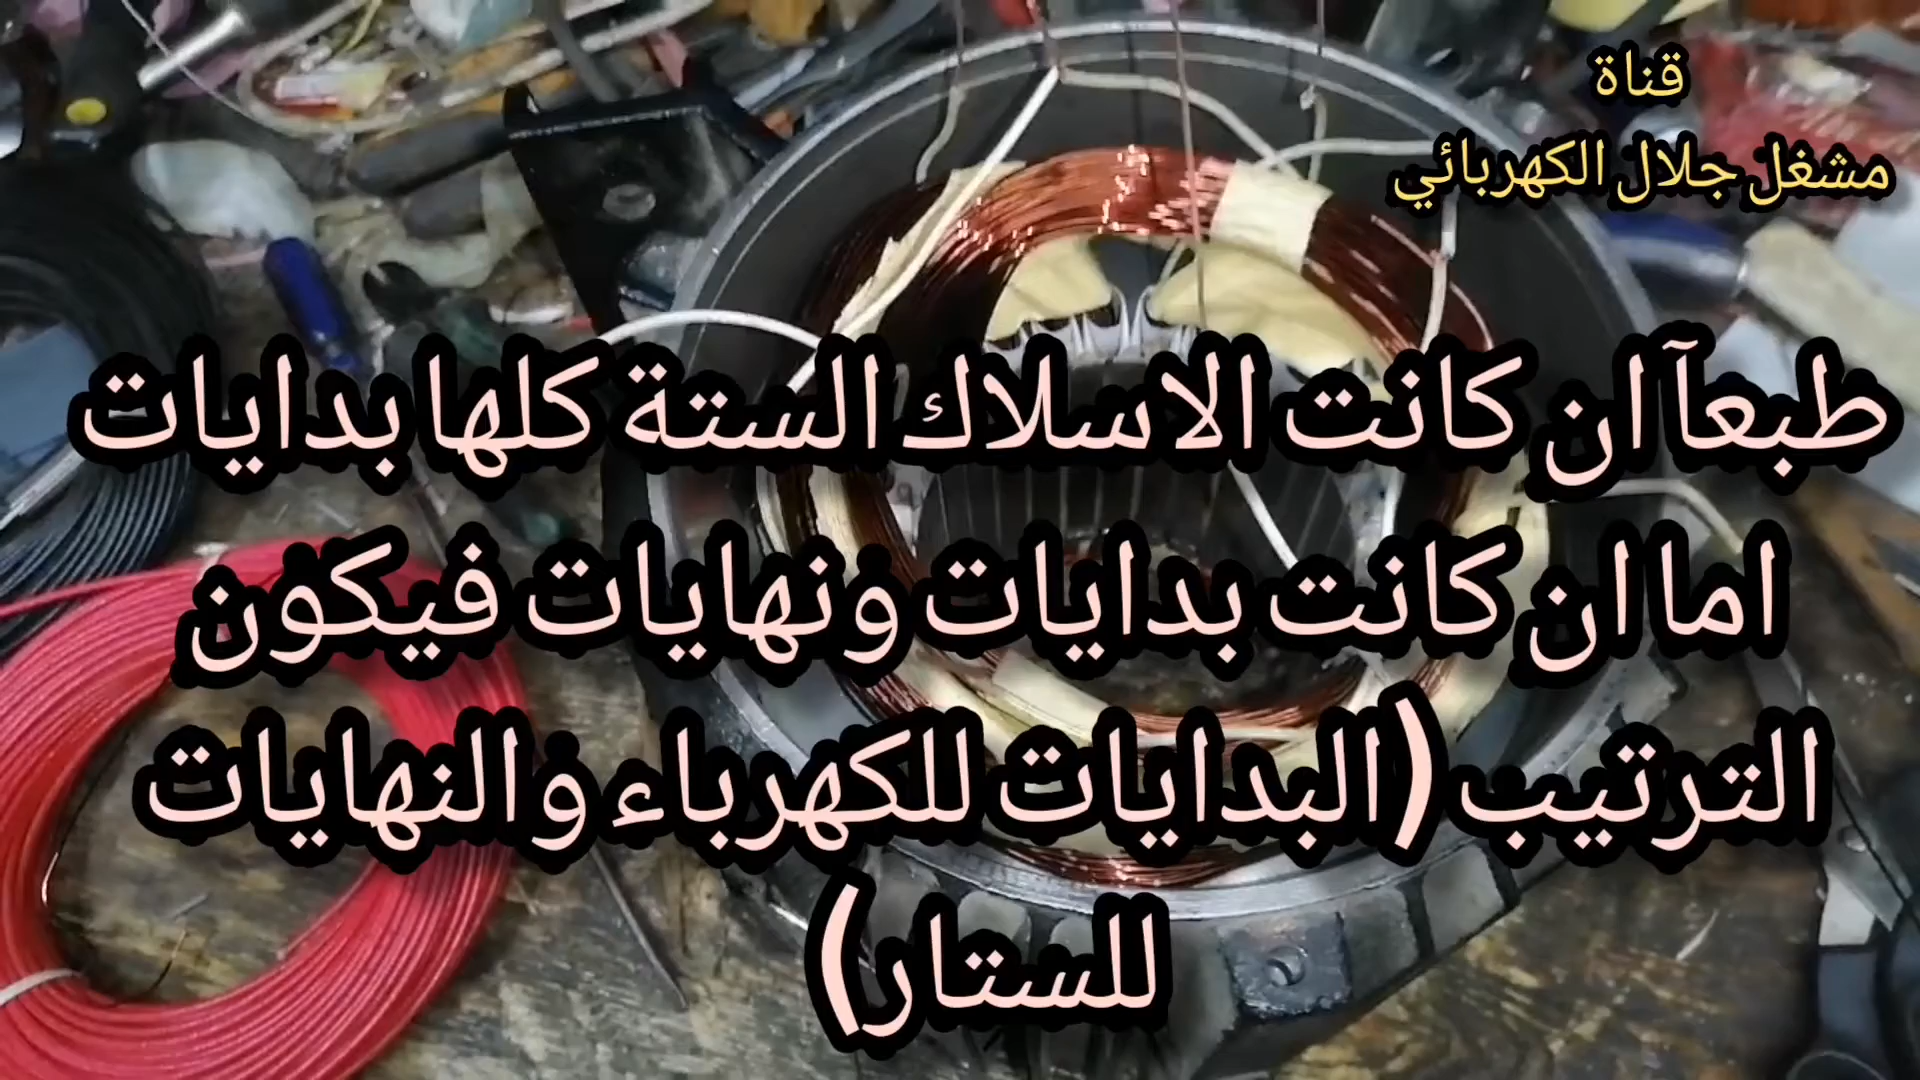 قناة
مشغل جلال الكهربائي
طبعآ ان كانت الاسلاك الستة كلها بدايات
اما ان كانت بدايات ونهايات فيكون
الترتيب (البدايات للكهرباء والنهايات
للستار)